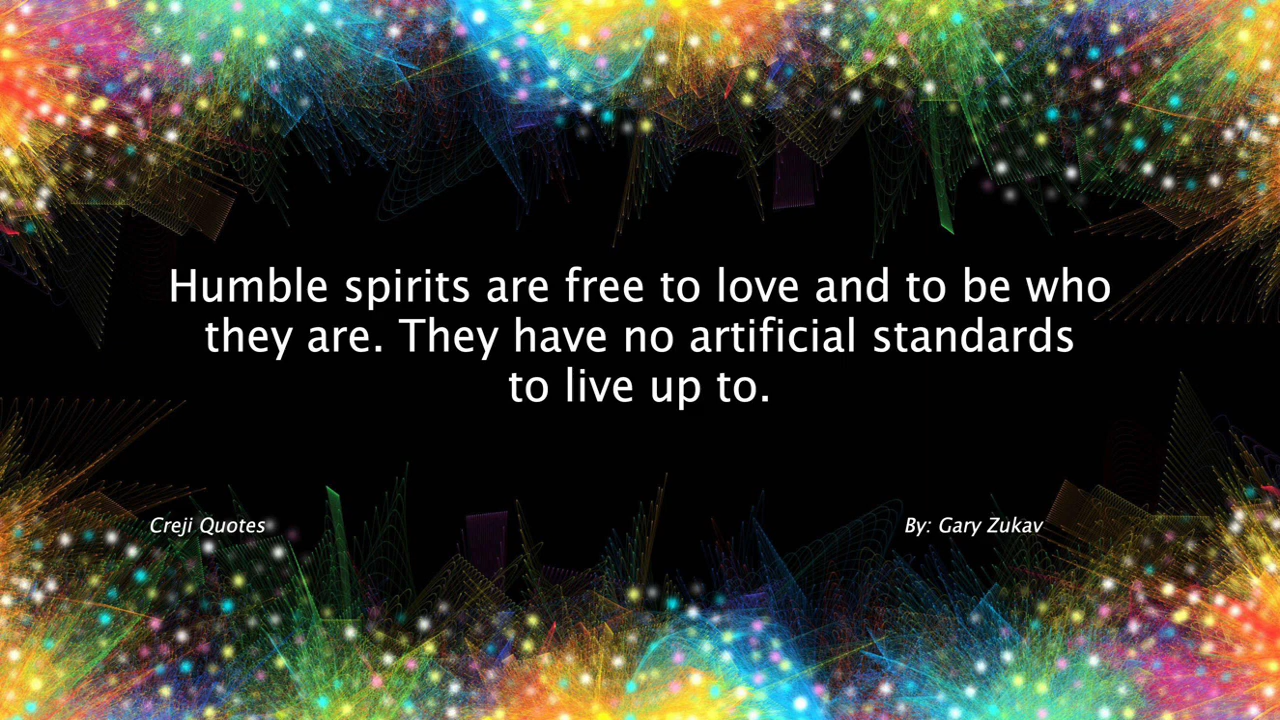 Humble spirits are free to love and to be who
they are. They have no artificial standards
to live up to.
Creji Quotes
By: Gary Zukav